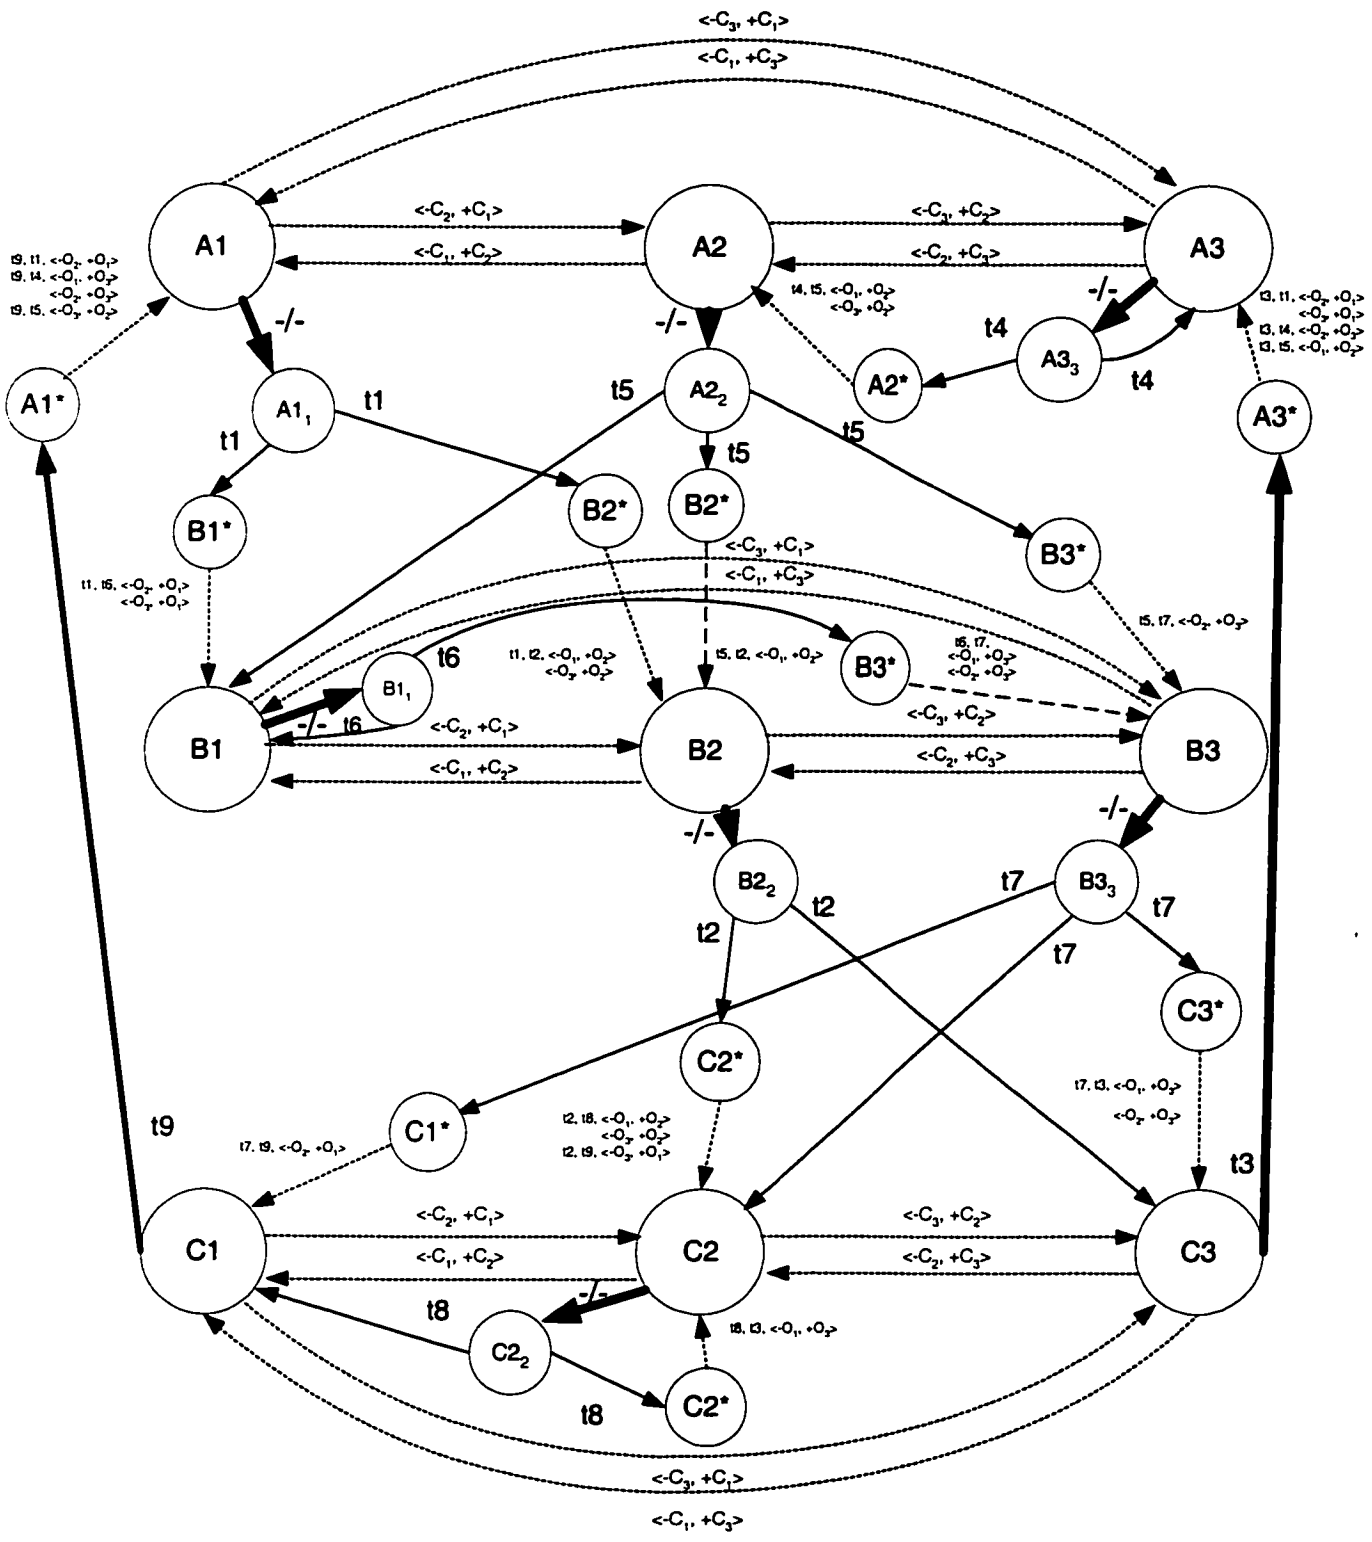 <-C₃, +C₁>
<-C₁, +C₃>
A1
<-C₂, +C₁>
<-C₁, +C₂>
A2
<-C₃, +C₂>
<-C₂, +C₃>
A3
t9, t1, <-O₂, +O₁>
t9, t4, <-O₁, +O₃>
<-O₂, +O₃>
t9, t5, <-O₃, +O₂>
-/-
-/-
t4, t5, <-O₁, +O₂>
<-O₃, +O₂>
-/-
t3, t1, <-O₂, +O₁>
<-O₃, +O₁>
t3, t4, <-O₂, +O₃>
t3, t5, <-O₁, +O₂>
t4
A3₃
t4
A1*
A1₁
t1
t1
t5
A2₂
A2*
A3*
t5
t5
B1*
B2*
B2*
B3*
<-C₃, +C₁>
<-C₁, +C₃>
t1, t6, <-O₂, +O₁>
<-O₃, +O₁>
t5, t7, <-O₂, +O₃>
t6
t1, t2, <-O₁, +O₂>
<-O₃, +O₂>
t5, t2, <-O₁, +O₂>
B3*
t6, t7,
<-O₁, +O₃>
<-O₂, +O₃>
B1₁
-/-
t6
B1
<-C₂, +C₁>
<-C₁, +C₂>
B2
<-C₃, +C₂>
<-C₂, +C₃>
B3
-/-
-/-
B2₂
t2
t2
t7
B3₃
t7
t7
C3*
C2*
t7, t3, <-O₁, +O₃>
<-O₂, +O₃>
t9
C1*
t7, t9, <-O₂, +O₁>
t2, t8, <-O₁, +O₂>
<-O₃, +O₂>
t2, t9, <-O₃, +O₁>
t3
C1
<-C₂, +C₁>
<-C₁, +C₂>
C2
<-C₃, +C₂>
<-C₂, +C₃>
C3
-/-
t8
C2₂
t8, t3, <-O₁, +O₃>
t8
C2*
<-C₃, +C₁>
<-C₁, +C₃>